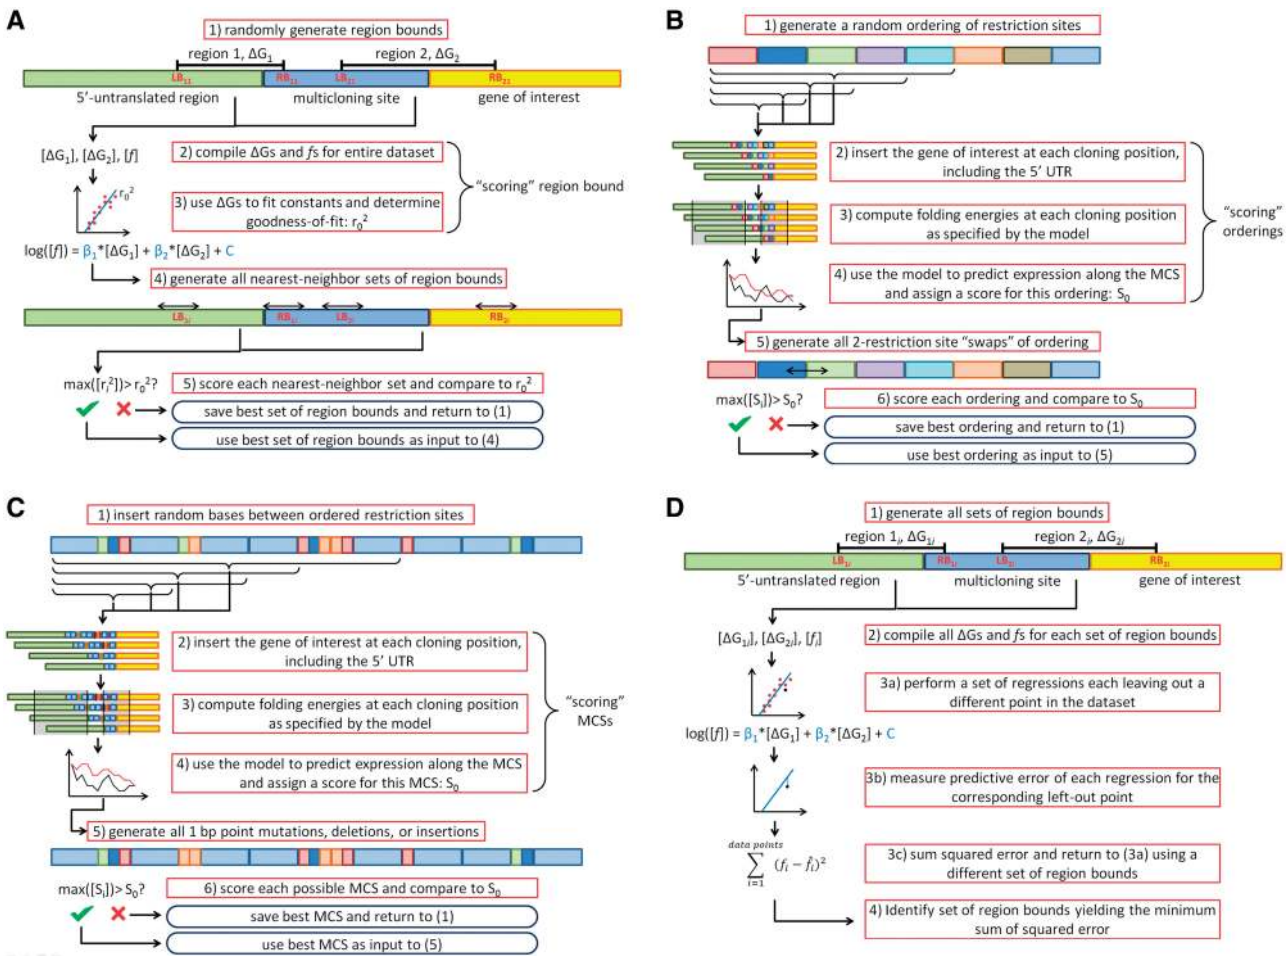 A
1) randomly generate region bounds
region 1, ΔG₁
region 2, ΔG₂
LB₁₁
RB₁₁
LB₂₁
RB₂₁
5'-untranslated region
multicloning site
gene of interest
[ΔG₁], [ΔG₂], [f]
2) compile ΔGs and fs for entire dataset
r₀²
3) use ΔGs to fit constants and determine
goodness-of-fit: r₀²
"scoring" region bound
log([f]) = β₁*[ΔG₁] + β₂*[ΔG₂] + C
4) generate all nearest-neighbor sets of region bounds
LB₁ᵢ
RB₁ᵢ
LB₂ᵢ
RB₂ᵢ
max([rᵢ²])> r₀²?
5) score each nearest-neighbor set and compare to r₀²
save best set of region bounds and return to (1)
use best set of region bounds as input to (4)
B
1) generate a random ordering of restriction sites
2) insert the gene of interest at each cloning position,
including the 5' UTR
3) compute folding energies at each cloning position
as specified by the model
"scoring"
orderings
4) use the model to predict expression along the MCS
and assign a score for this ordering: S₀
5) generate all 2-restriction site "swaps" of ordering
max([Sᵢ])> S₀?
6) score each ordering and compare to S₀
save best ordering and return to (1)
use best ordering as input to (5)
C
1) insert random bases between ordered restriction sites
2) insert the gene of interest at each cloning position,
including the 5' UTR
3) compute folding energies at each cloning position
as specified by the model
"scoring"
MCSs
4) use the model to predict expression along the MCS
and assign a score for this MCS: S₀
5) generate all 1 bp point mutations, deletions, or insertions
max([Sᵢ])> S₀?
6) score each possible MCS and compare to S₀
save best MCS and return to (1)
use best MCS as input to (5)
D
1) generate all sets of region bounds
region 1ᵢ, ΔG₁ᵢ
region 2ᵢ, ΔG₂ᵢ
LB₁ᵢ
RB₁ᵢ
LB₂ᵢ
RB₂ᵢ
5'-untranslated region
multicloning site
gene of interest
[ΔG₁ᵢ], [ΔG₂ᵢ], [fᵢ]
2) compile all ΔGs and fs for each set of region bounds
3a) perform a set of regressions each leaving out a
different point in the dataset
log([f]) = β₁*[ΔG₁] + β₂*[ΔG₂] + C
3b) measure predictive error of each regression for the
corresponding left-out point
data points
∑ (fᵢ − f̂ᵢ)²
i=1
3c) sum squared error and return to (3a) using a
different set of region bounds
4) Identify set of region bounds yielding the minimum
sum of squared error